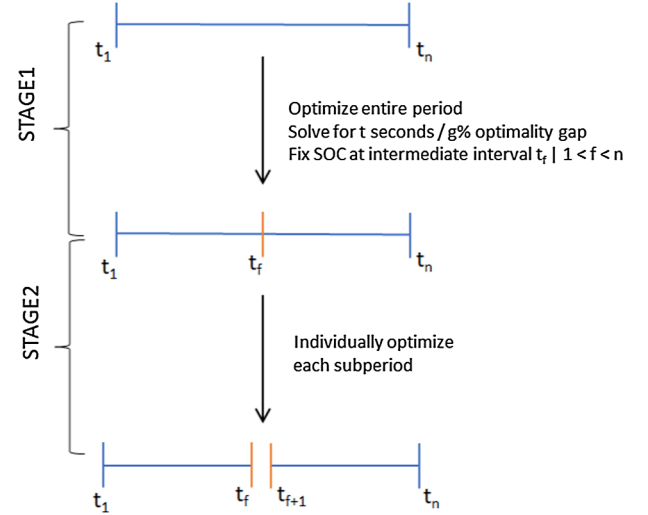 t1
tn
STAGE1
Optimize entire period
Solve for t seconds / g% optimality gap
Fix SOC at intermediate interval tf | 1 < f < n
t1
tf
tn
STAGE2
Individually optimize
each subperiod
t1
tf
tf+1
tn